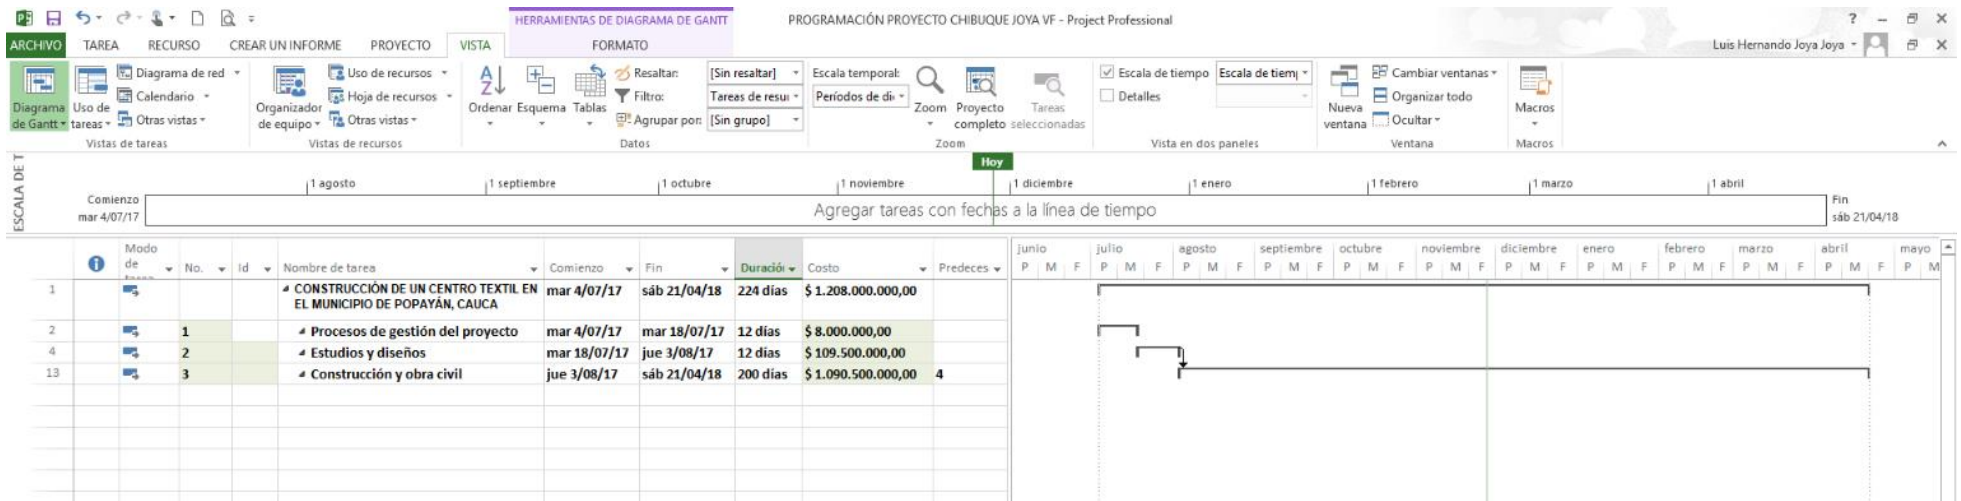 HERRAMIENTAS DE DIAGRAMA DE GANTT
PROGRAMACIÓN PROYECTO CHIBUQUE JOYA VF - Project Professional
ARCHIVO TAREA RECURSO CREAR UN INFORME PROYECTO VISTA FORMATO
Luis Hernando Joya Joya
Diagrama de Gantt
Uso de tareas
Diagrama de red
Calendario
Otras vistas
Vistas de tareas
Organizador de equipo
Uso de recursos
Hoja de recursos
Otras vistas
Vistas de recursos
Ordenar
Esquema
Tablas
Resaltar: [Sin resaltar]
Filtro: Tareas de resu
Agrupar por: [Sin grupo]
Datos
Escala temporal:
Períodos de di
Zoom
Proyecto completo
Tareas seleccionadas
Zoom
Escala de tiempo Escala de tiem
Detalles
Vista en dos paneles
Nueva ventana
Cambiar ventanas
Organizar todo
Ocultar
Ventana
Macros
Macros
ESCALA DE T
Hoy
1 agosto 1 septiembre 1 octubre 1 noviembre 1 diciembre 1 enero 1 febrero 1 marzo 1 abril
Comienzo
mar 4/07/17
Agregar tareas con fechas a la línea de tiempo
Fin
sáb 21/04/18
Modo de No. Id Nombre de tarea Comienzo Fin Duració Costo Predeces
junio julio agosto septiembre octubre noviembre diciembre enero febrero marzo abril mayo
P M F P M F P M F P M F P M F P M F P M F P M F P M F P M F P M F P M
1 CONSTRUCCIÓN DE UN CENTRO TEXTIL EN mar 4/07/17 sáb 21/04/18 224 días $ 1.208.000.000,00
EL MUNICIPIO DE POPAYÁN, CAUCA
2 1 Procesos de gestión del proyecto mar 4/07/17 mar 18/07/17 12 días $ 8.000.000,00
4 2 Estudios y diseños mar 18/07/17 jue 3/08/17 12 días $ 109.500.000,00
13 3 Construcción y obra civil jue 3/08/17 sáb 21/04/18 200 días $ 1.090.500.000,00 4